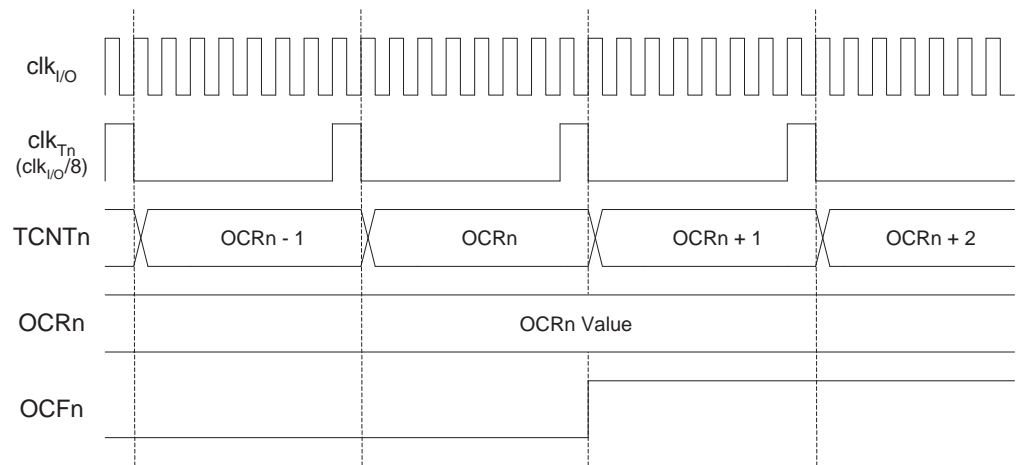 clkI/O
clkTn
(clkI/O/8)
TCNTn
OCRn - 1
OCRn
OCRn + 1
OCRn + 2
OCRn
OCRn Value
OCFn